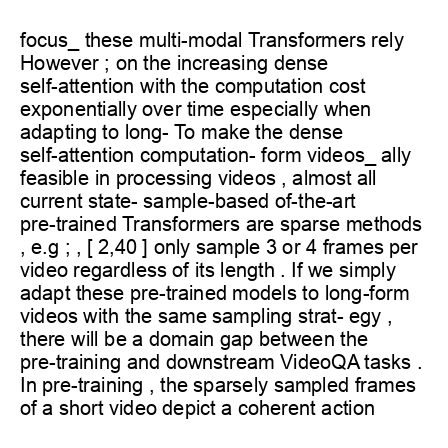 focus_ these multi-modal Transformers rely
However ; on the increasing dense
self-attention with the computation cost
exponentially over time especially when
adapting to long- To make the dense
self-attention computation- form videos_ ally
feasible in processing videos , almost all
current state- sample-based of-the-art
pre-trained Transformers are sparse methods
, e.g ; , [ 2,40 ] only sample 3 or 4 frames per
video regardless of its length . If we simply
adapt these pre-trained models to long-form
videos with the same sampling strat- egy ,
there will be a domain gap between the
pre-training and downstream VideoQA tasks .
In pre-training , the sparsely sampled frames
of a short video depict a coherent action